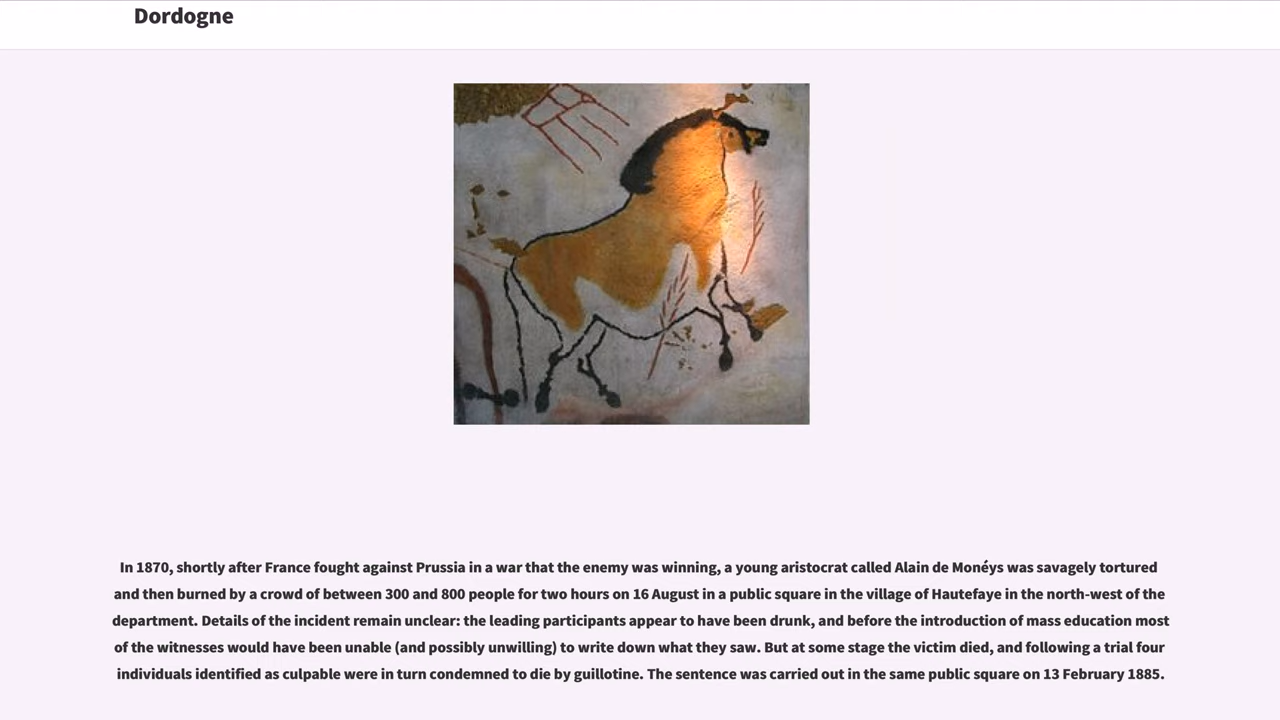 Dordogne
In 1870, shortly after France fought against Prussia in a war that the enemy was winning, a young aristocrat called Alain de Monéys was savagely tortured
and then burned by a crowd of between 300 and 800 people for two hours on 16 August in a public square in the village of Hautefaye in the north-west of the
department. Details of the incident remain unclear: the leading participants appear to have been drunk, and before the introduction of mass education most
of the witnesses would have been unable (and possibly unwilling) to write down what they saw. But at some stage the victim died, and following a trial four
individuals identified as culpable were in turn condemned to die by guillotine. The sentence was carried out in the same public square on 13 February 1885.